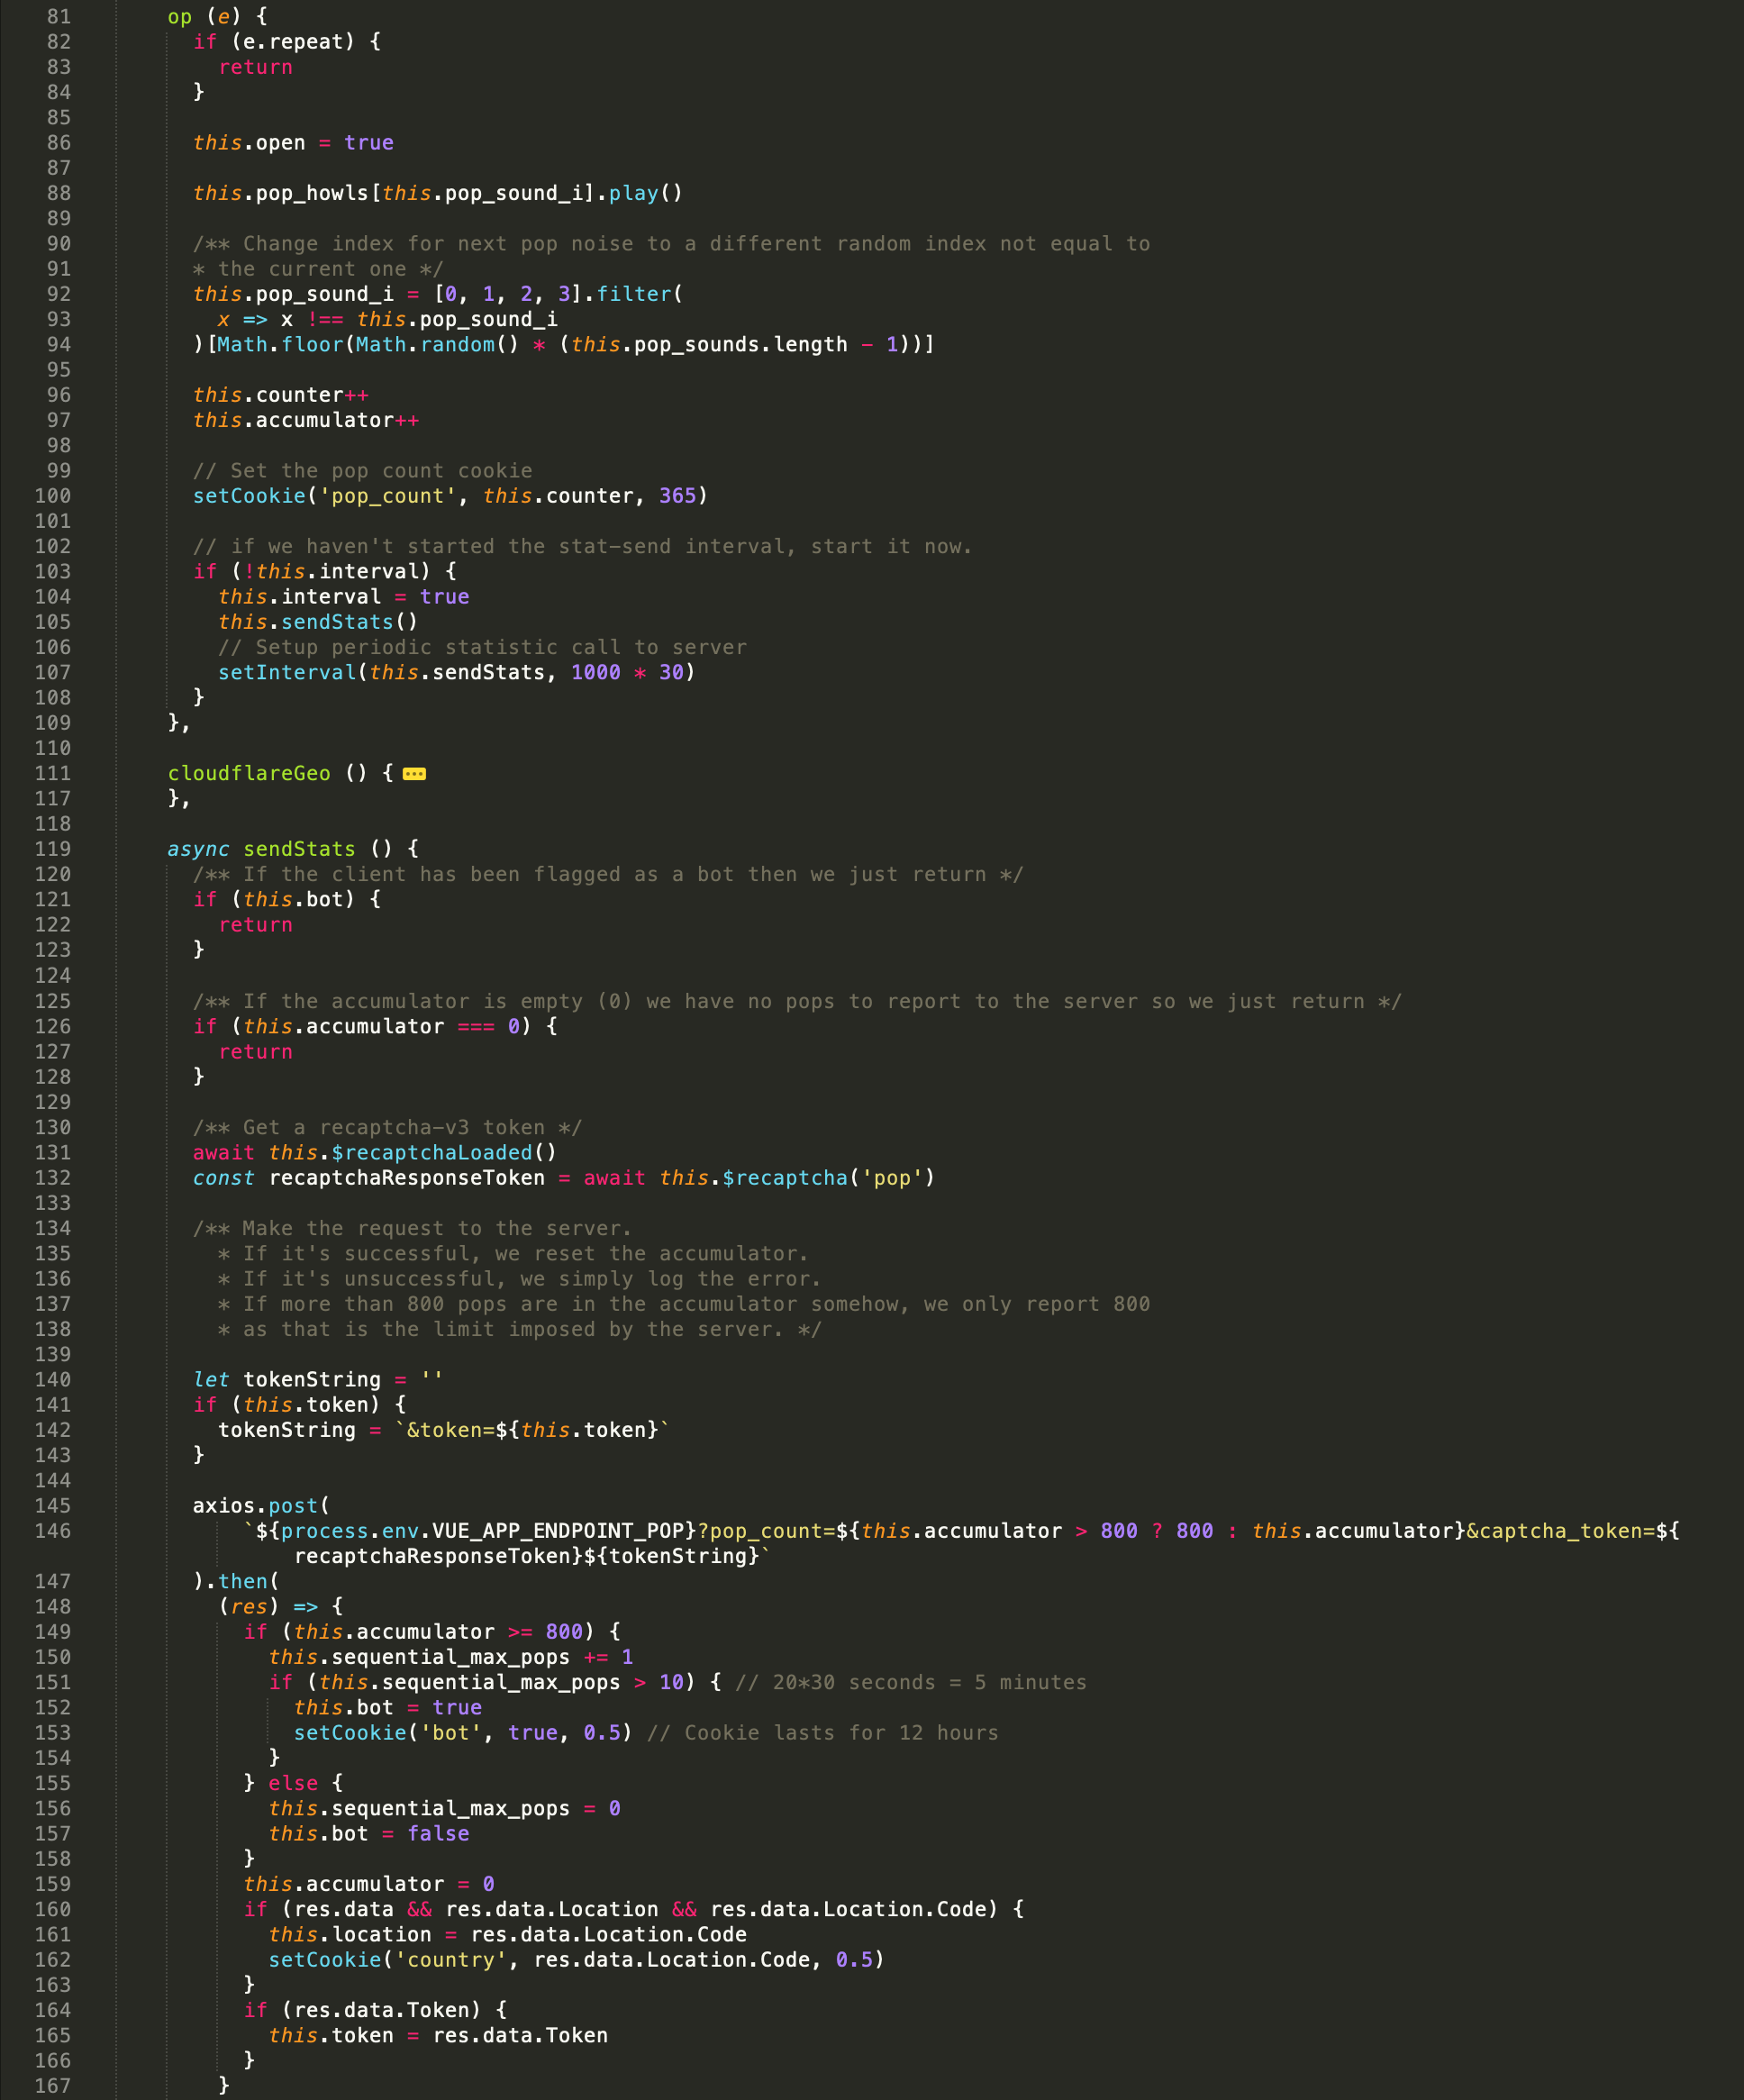 81 op (e) {
82 if (e.repeat) {
83 return
84 }
85
86 this.open = true
87
88 this.pop_howls[this.pop_sound_i].play()
89
90 /** Change index for next pop noise to a different random index not equal to
91 * the current one */
92 this.pop_sound_i = [0, 1, 2, 3].filter(
93 x => x !== this.pop_sound_i
94 )[Math.floor(Math.random() * (this.pop_sounds.length - 1))]
95
96 this.counter++
97 this.accumulator++
98
99 // Set the pop count cookie
100 setCookie('pop_count', this.counter, 365)
101
102 // if we haven't started the stat-send interval, start it now.
103 if (!this.interval) {
104 this.interval = true
105 this.sendStats()
106 // Setup periodic statistic call to server
107 setInterval(this.sendStats, 1000 * 30)
108 }
109 },
110
111 cloudflareGeo () { ...
117 },
118
119 async sendStats () {
120 /** If the client has been flagged as a bot then we just return */
121 if (this.bot) {
122 return
123 }
124
125 /** If the accumulator is empty (0) we have no pops to report to the server so we just return */
126 if (this.accumulator === 0) {
127 return
128 }
129
130 /** Get a recaptcha-v3 token */
131 await this.$recaptchaLoaded()
132 const recaptchaResponseToken = await this.$recaptcha('pop')
133
134 /** Make the request to the server.
135 * If it's successful, we reset the accumulator.
136 * If it's unsuccessful, we simply log the error.
137 * If more than 800 pops are in the accumulator somehow, we only report 800
138 * as that is the limit imposed by the server. */
139
140 let tokenString = ''
141 if (this.token) {
142 tokenString = `&token=${this.token}`
143 }
144
145 axios.post(
146 `${process.env.VUE_APP_ENDPOINT_POP}?pop_count=${this.accumulator > 800 ? 800 : this.accumulator}&captcha_token=${
recaptchaResponseToken}${tokenString}`
147 ).then(
148 (res) => {
149 if (this.accumulator >= 800) {
150 this.sequential_max_pops += 1
151 if (this.sequential_max_pops > 10) { // 20*30 seconds = 5 minutes
152 this.bot = true
153 setCookie('bot', true, 0.5) // Cookie lasts for 12 hours
154 }
155 } else {
156 this.sequential_max_pops = 0
157 this.bot = false
158 }
159 this.accumulator = 0
160 if (res.data && res.data.Location && res.data.Location.Code) {
161 this.location = res.data.Location.Code
162 setCookie('country', res.data.Location.Code, 0.5)
163 }
164 if (res.data.Token) {
165 this.token = res.data.Token
166 }
167 }